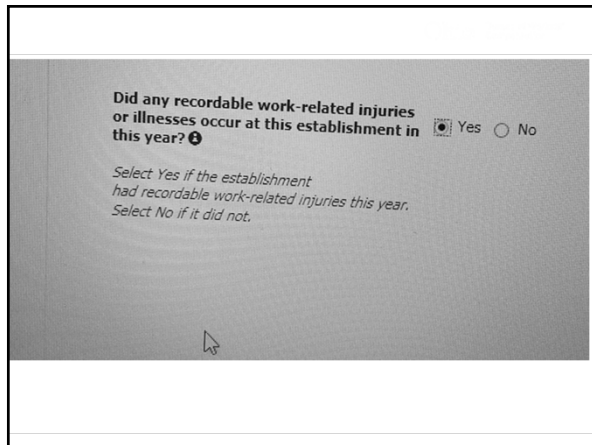 Did any recordable work-related injuries
or illnesses occur at this establishment in
this year?
Yes No
Select Yes if the establishment
had recordable work-related injuries this year.
Select No if it did not.